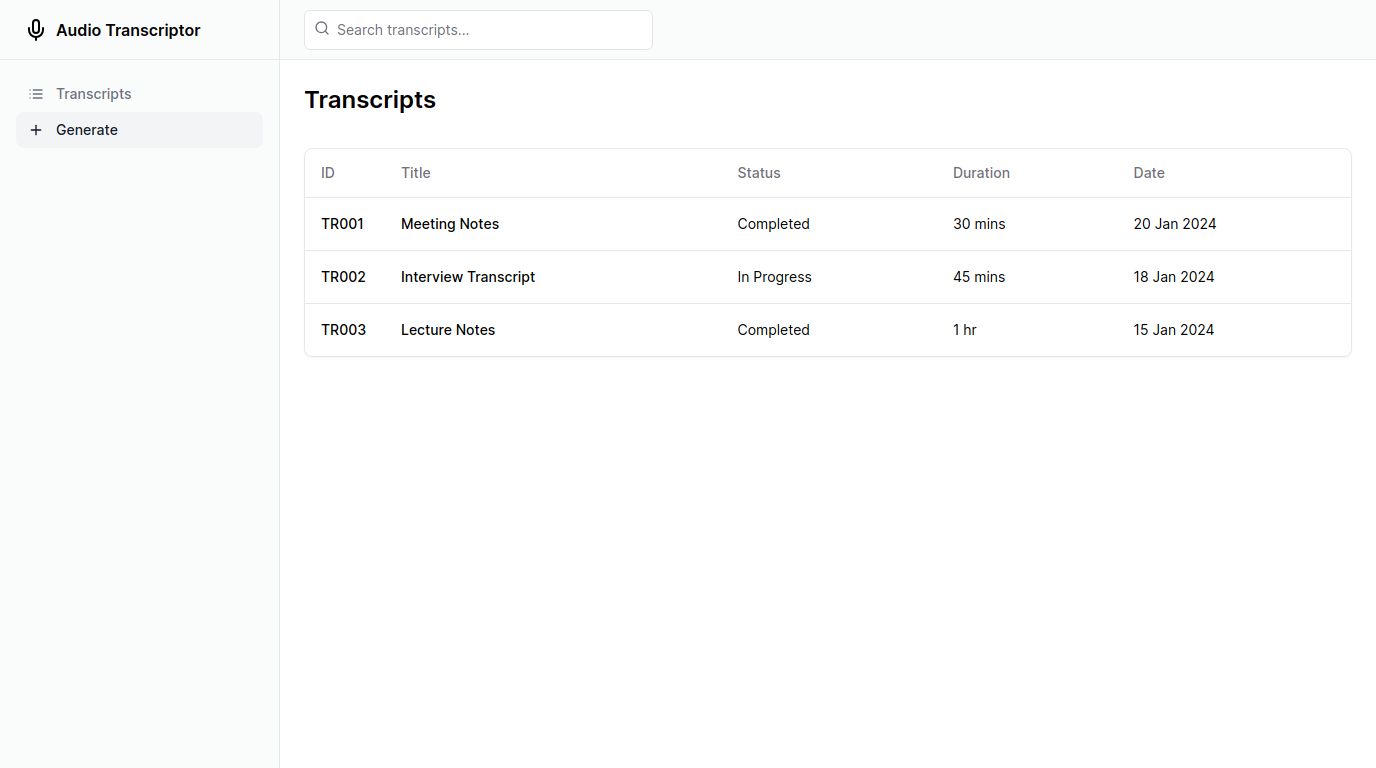 Audio Transcriptor
Search transcripts...
Transcripts
Generate
Transcripts
ID Title Status Duration Date
TR001 Meeting Notes Completed 30 mins 20 Jan 2024
TR002 Interview Transcript In Progress 45 mins 18 Jan 2024
TR003 Lecture Notes Completed 1 hr 15 Jan 2024